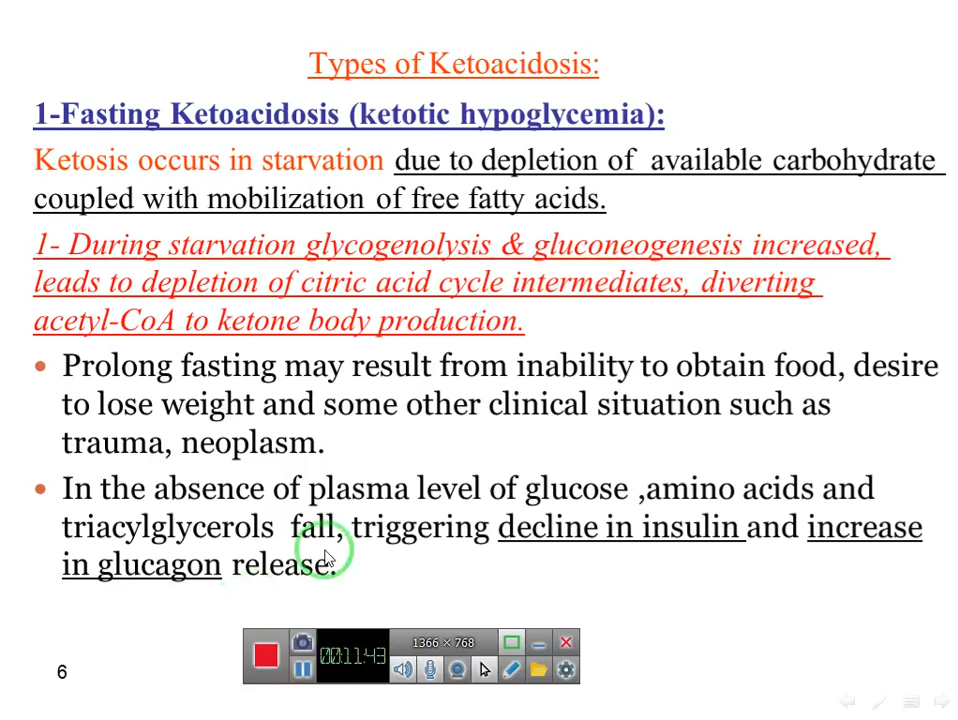 Types of Ketoacidosis:
1-Fasting Ketoacidosis (ketotic hypoglycemia):
Ketosis occurs in starvation due to depletion of available carbohydrate
coupled with mobilization of free fatty acids.
1- During starvation glycogenolysis & gluconeogenesis increased,
leads to depletion of citric acid cycle intermediates, diverting
acetyl-CoA to ketone body production.
• Prolong fasting may result from inability to obtain food, desire
to lose weight and some other clinical situation such as
trauma, neoplasm.
• In the absence of plasma level of glucose ,amino acids and
triacylglycerols fall, triggering decline in insulin and increase
in glucagon release.
1366 × 768
00:11:43
6